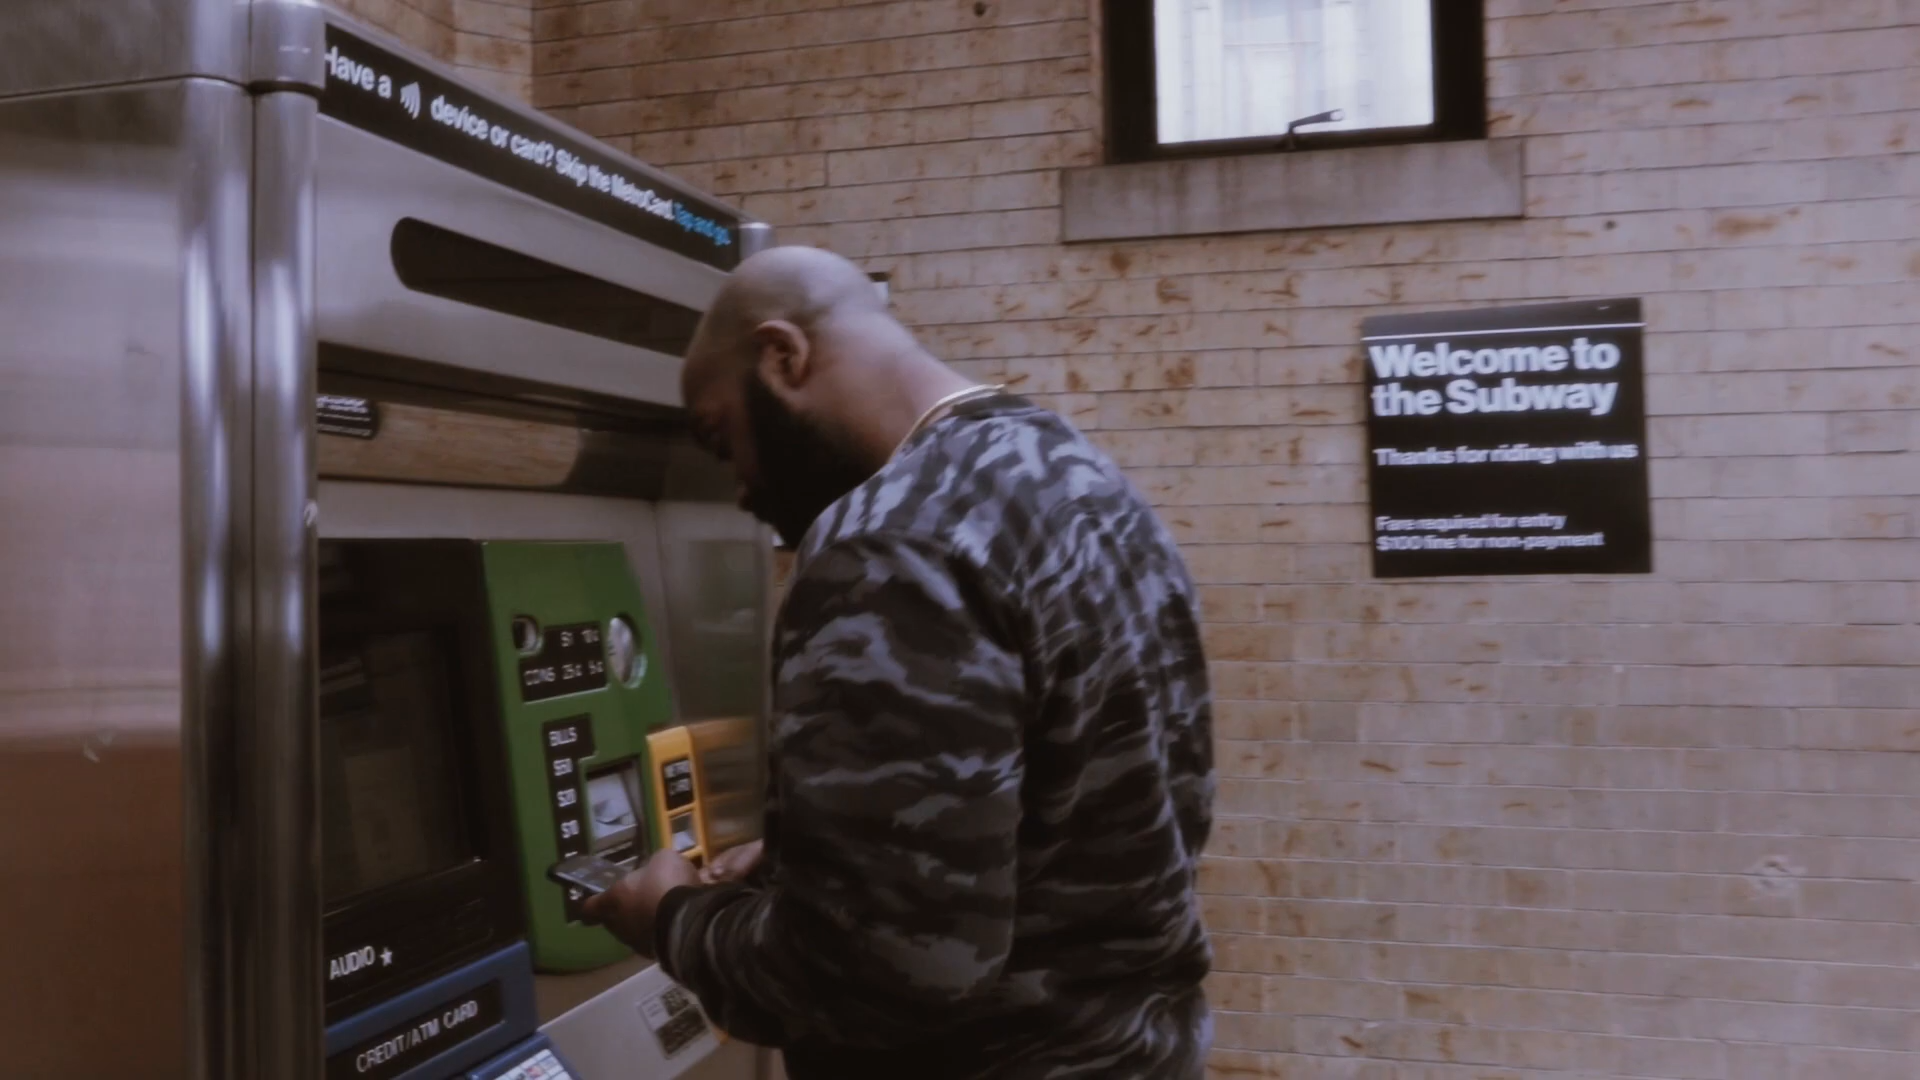 Have a device or card? Skip the MetroCard. Tap and go.
Welcome to
the Subway
Thanks for riding with us
Fare required for entry
$100 fine for non-payment
$1 10¢
COINS 25¢ 5¢
BILLS
$50
$20
$10
METRO
CARD
AUDIO
CREDIT/ATM CARD